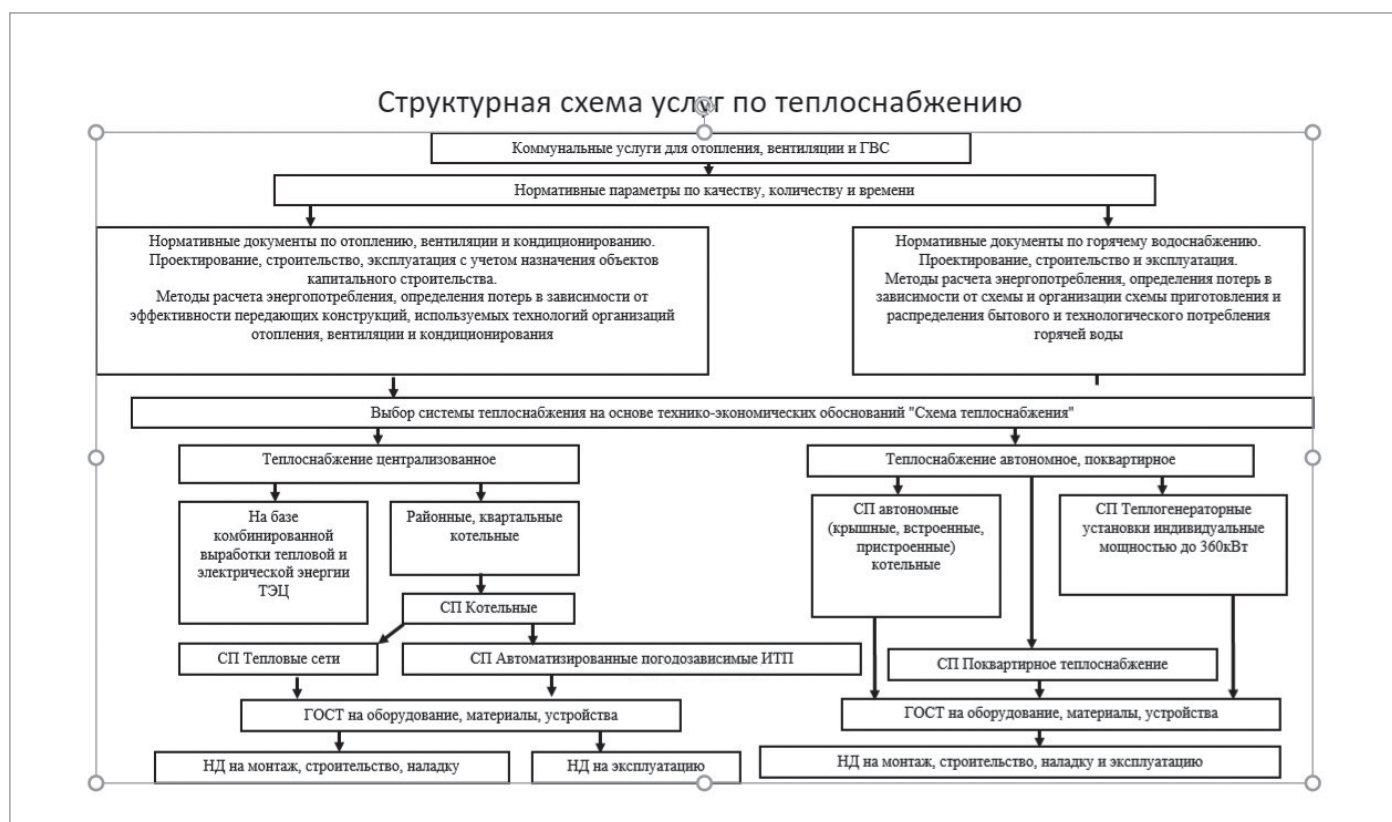 Структурная схема услуг по теплоснабжению
Коммунальные услуги для отопления, вентиляции и ГВС
Нормативные параметры по качеству, количеству и времени
Нормативные документы по отоплению, вентиляции и кондиционированию.
Проектирование, строительство, эксплуатация с учетом назначения объектов
капитального строительства.
Методы расчета энергопотребления, определения потерь в зависимости от
эффективности передающих конструкций, используемых технологий организаций
отопления, вентиляции и кондиционирования
Нормативные документы по горячему водоснабжению.
Проектирование, строительство и эксплуатация.
Методы расчета энергопотребления, определения потерь в
зависимости от схемы и организации схемы приготовления и
распределения бытового и технологического потребления
горячей воды
Выбор системы теплоснабжения на основе технико-экономических обоснований "Схема теплоснабжения"
Теплоснабжение централизованное
Теплоснабжение автономное, поквартирное
На базе
комбинированной
выработки тепловой и
электрической энергии
ТЭЦ
Районные, квартальные
котельные
СП автономные
(крышные, встроенные,
пристроенные)
котельные
СП Теплогенераторные
установки индивидуальные
мощностью до 360кВт
СП Котельные
СП Тепловые сети
СП Автоматизированные погодозависимые ИТП
СП Поквартирное теплоснабжение
ГОСТ на оборудование, материалы, устройства
ГОСТ на оборудование, материалы, устройства
НД на монтаж, строительство, наладку
НД на эксплуатацию
НД на монтаж, строительство, наладку и эксплуатацию